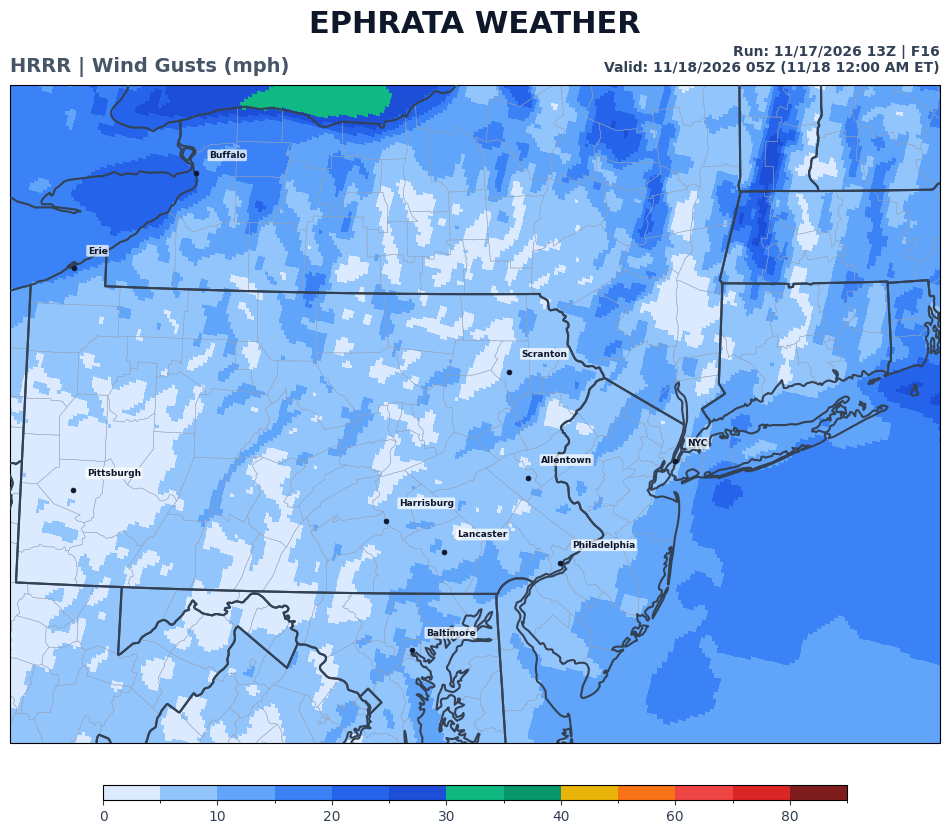 EPHRATA WEATHER
HRRR | Wind Gusts (mph)
Run: 11/17/2026 13Z | F16
Valid: 11/18/2026 05Z (11/18 12:00 AM ET)
Buffalo
Erie
Scranton
NYC
Allentown
Pittsburgh
Harrisburg
Lancaster
Philadelphia
Baltimore
0 10 20 30 40 50 60 70 80